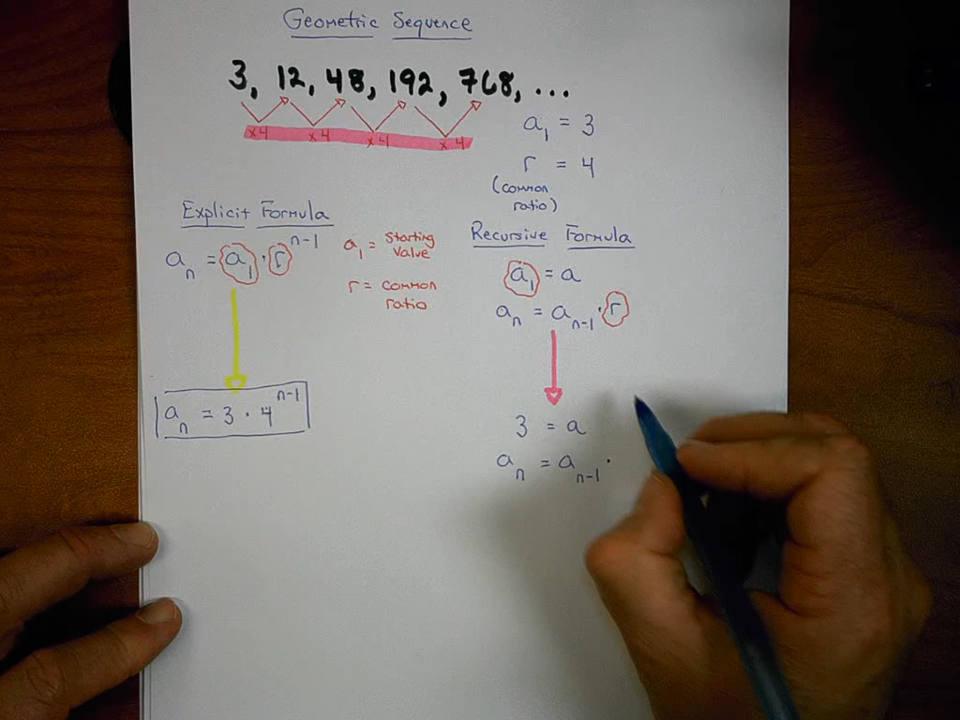 Geometric Sequence
3, 12, 48, 192, 768, ...
x4 x4 x4 x4
a₁ = 3
r = 4
(common
ratio)
Explicit Formula
aₙ = a₁ · rⁿ⁻¹
a₁ = Starting
Value
r = common
ratio
aₙ = 3 · 4ⁿ⁻¹
Recursive Formula
a₁ = a
aₙ = aₙ₋₁ · r
3 = a
aₙ = aₙ₋₁ ·